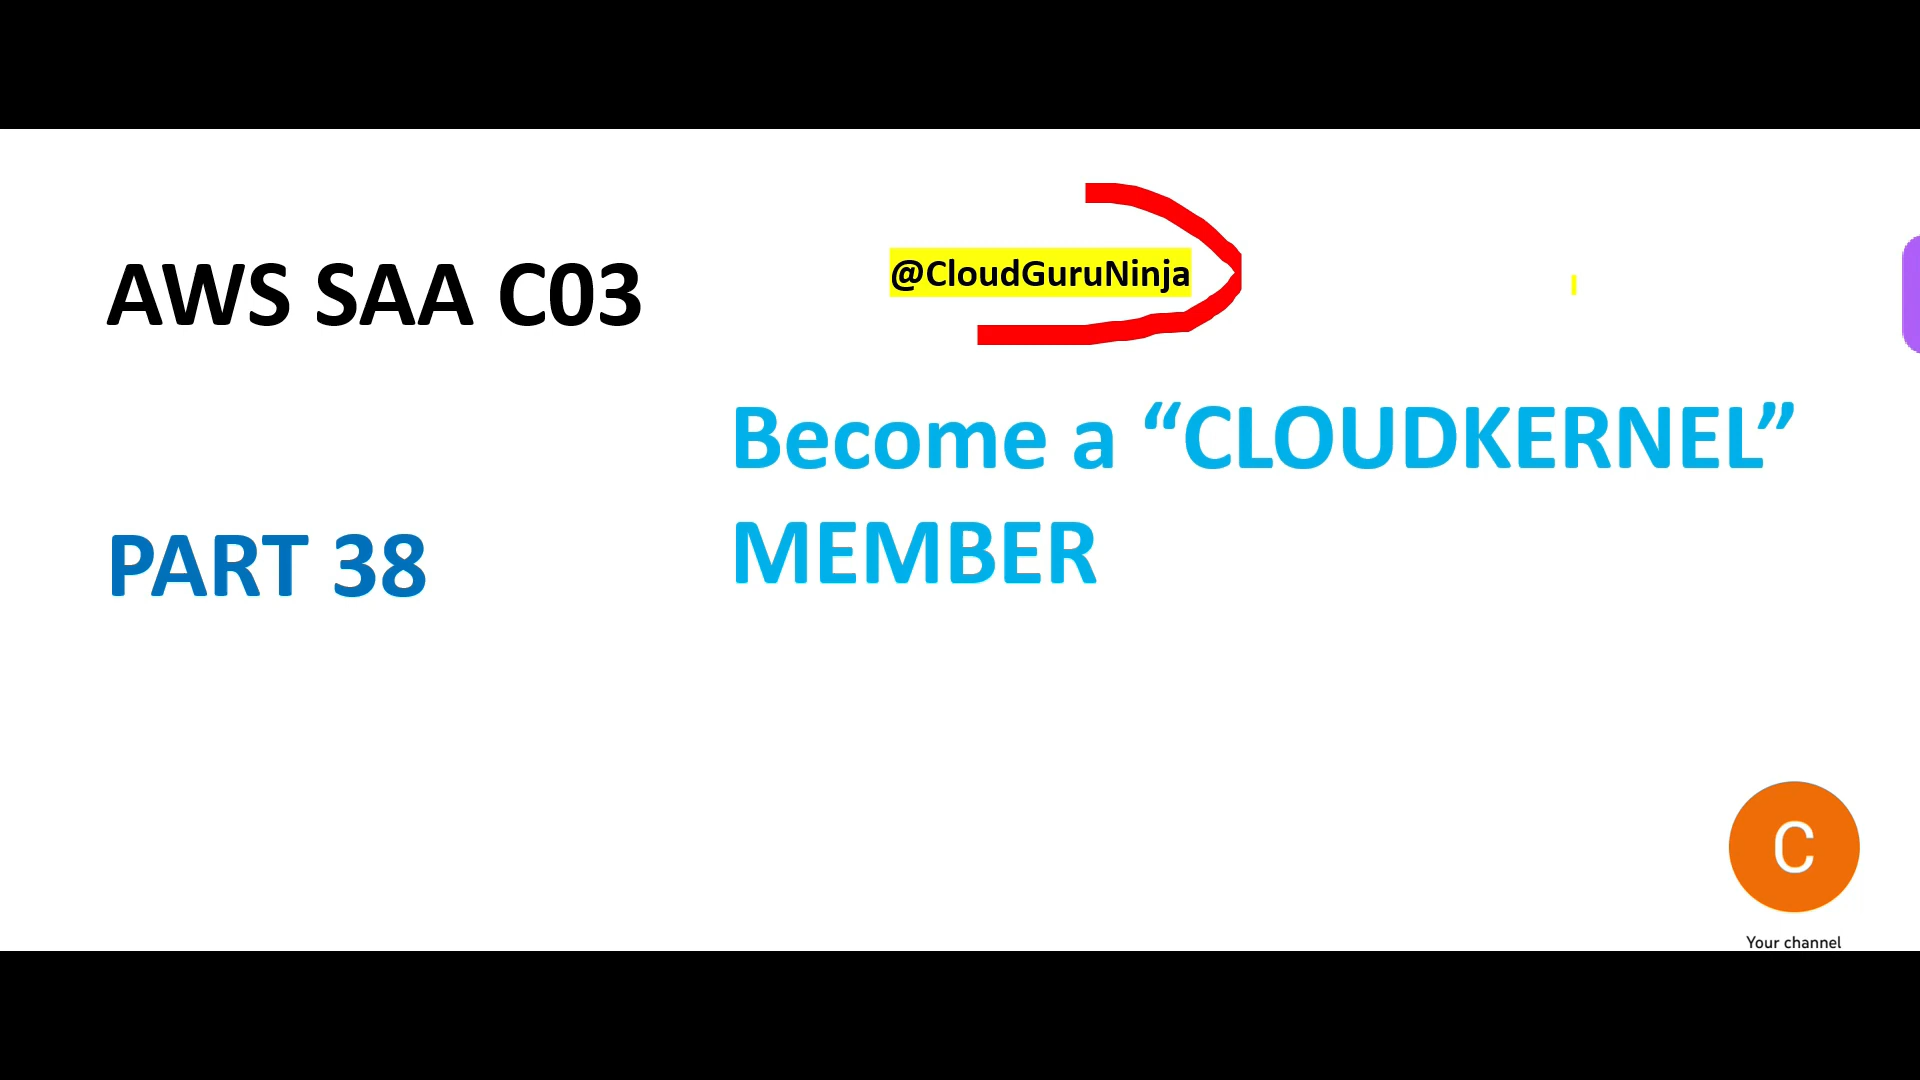 AWS SAA C03
@CloudGuruNinja
Become a “CLOUDKERNEL”
MEMBER
PART 38
C
Your channel